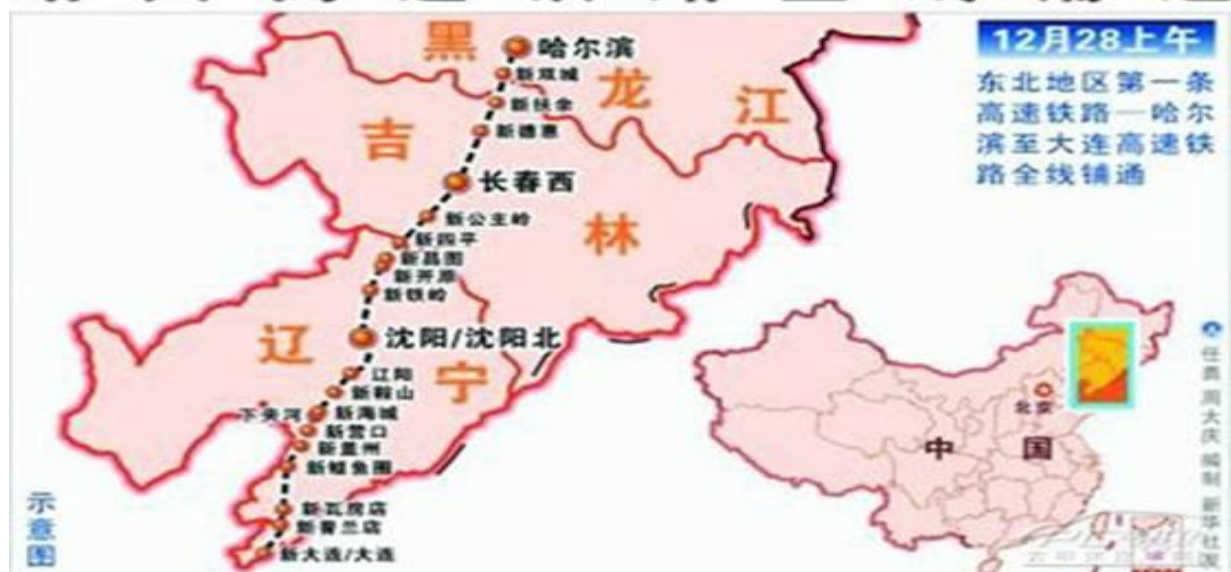 12月28上午
东北地区第一条
高速铁路—哈尔
滨至大连高速铁
路全线铺通
黑
龙
江
哈尔滨
新双城
新扶余
新德惠
吉
林
长春西
新公主岭
新四平
新昌图
新开原
新铁岭
辽
宁
沈阳/沈阳北
辽阳
新鞍山
下夹河
新海城
新营口
新盖州
新鲅鱼圈
新瓦房店
新普兰店
新大连/大连
示
意
图
北京
中
国
任勇 周大庆 编制 新华社发